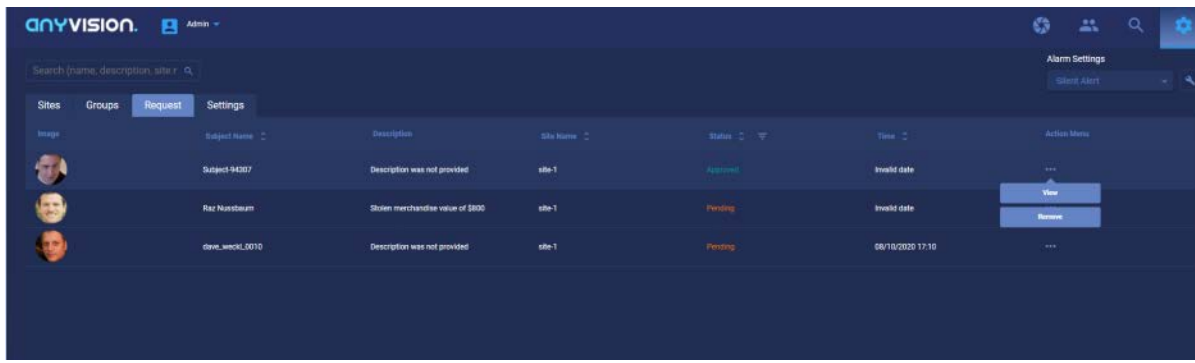 anyvision.
Admin
Alarm Settings
Search (name, description, site r
Silent Alert
Sites Groups Request Settings
Image Subject Name Description Site Name Status Time Action Menu
Subject-94307 Description was not provided site-1 Approved Invalid date ...
View
Raz Nussbaum Stolen merchandise value of $800 site-1 Pending Invalid date
Remove
dave_weckl_0010 Description was not provided site-1 Pending 08/10/2020 17:10 ...